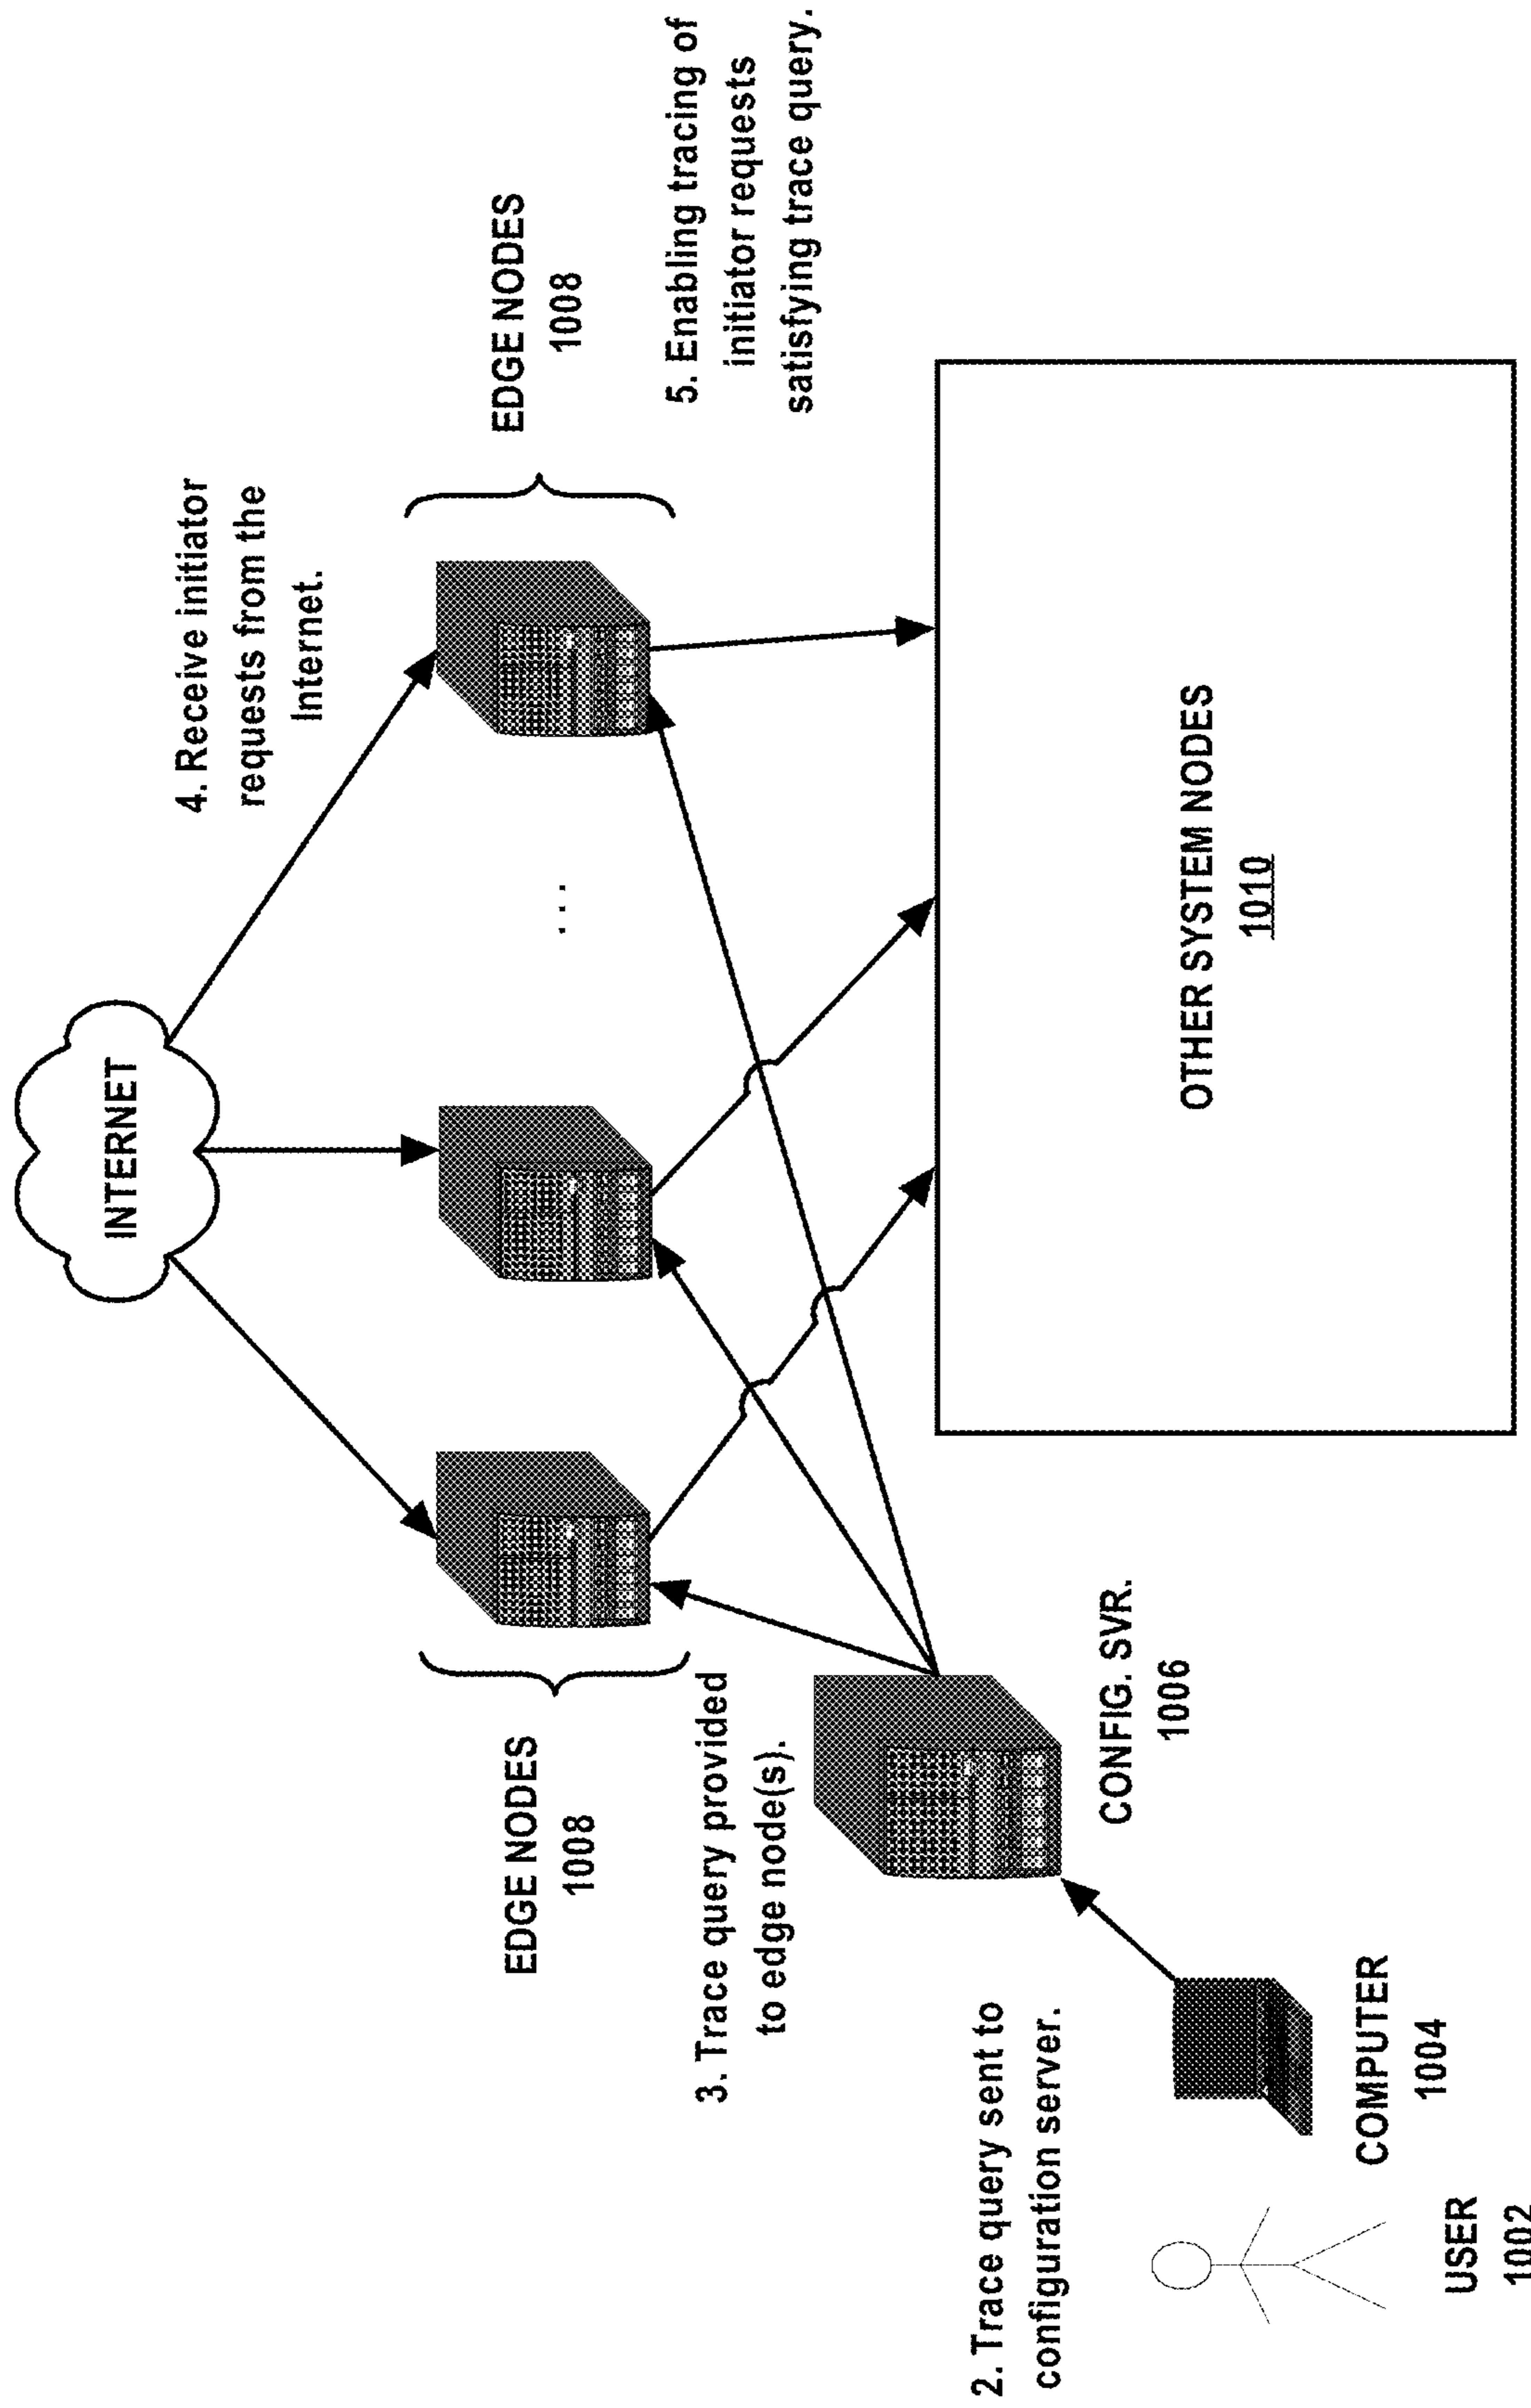 INTERNET
4. Receive initiator
requests from the
Internet.
EDGE NODES
1008
EDGE NODES
1008
...
5. Enabling tracing of
initiator requests
satisfying trace query.
3. Trace query provided
to edge node(s).
CONFIG. SVR.
1006
OTHER SYSTEM NODES
1010
2. Trace query sent to
configuration server.
COMPUTER
1004
USER
1002